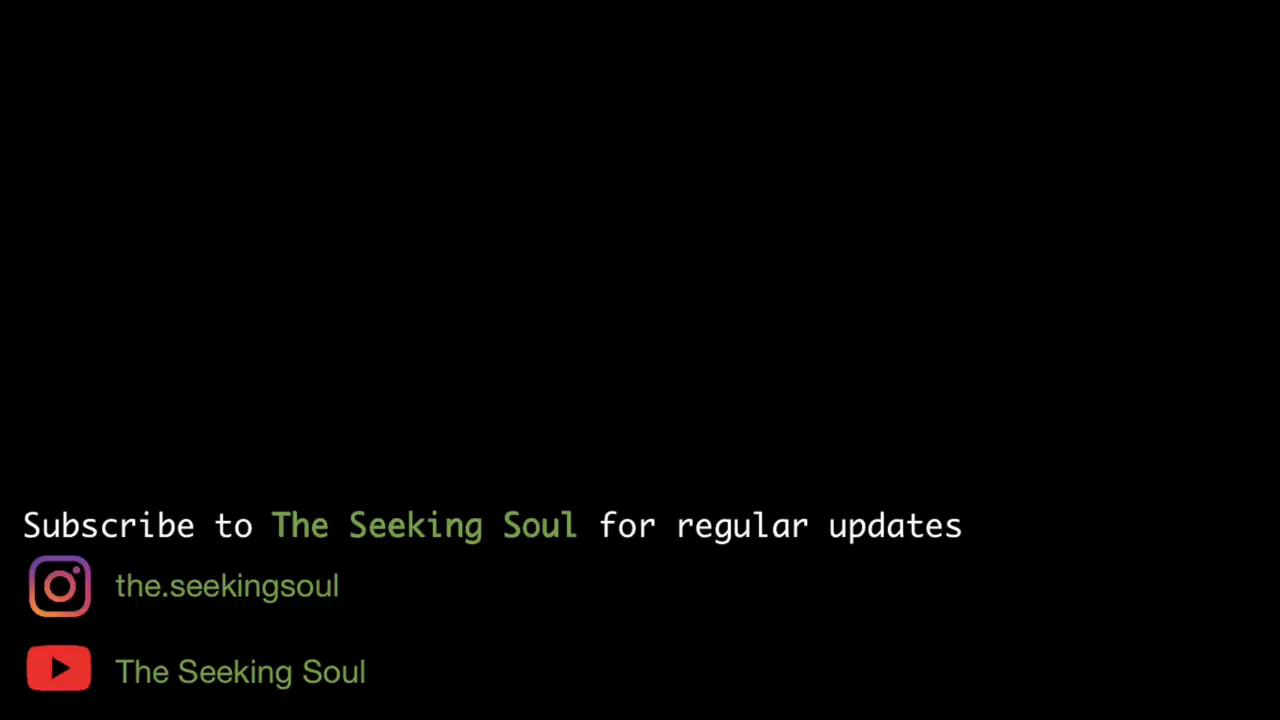 Subscribe to The Seeking Soul for regular updates
the.seekingsoul
The Seeking Soul